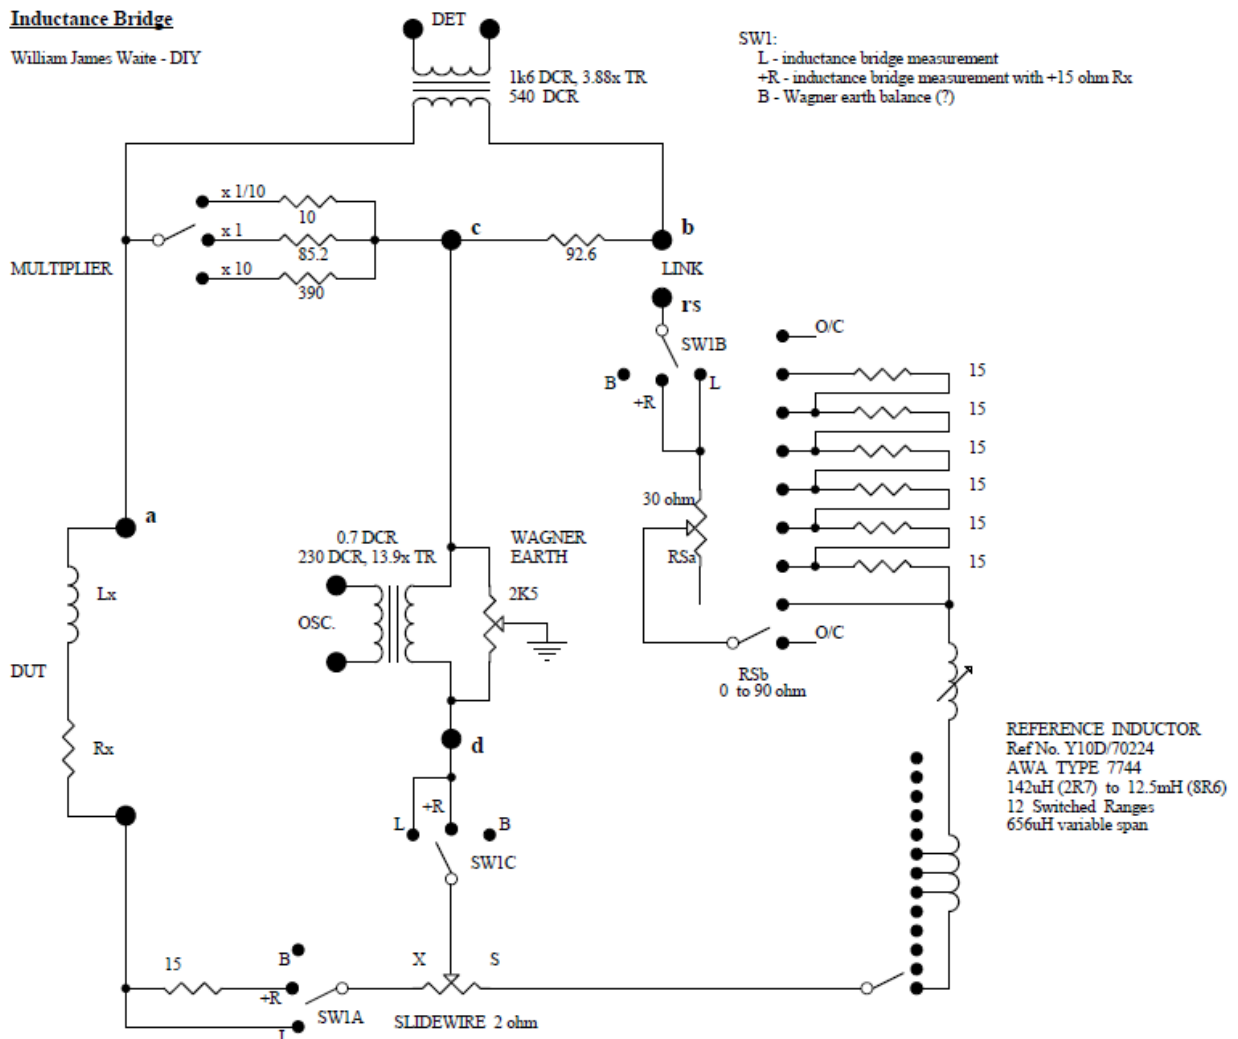 Inductance Bridge
William James Waite - DIY
DET
1k6 DCR, 3.88x TR
540 DCR
SW1:
L - inductance bridge measurement
+R - inductance bridge measurement with +15 ohm Rx
B - Wagner earth balance (?)
x 1/10
10
x 1
85.2
x 10
390
MULTIPLIER
c
92.6
b
LINK
rs
SW1B
B
+R
L
O/C
15
15
15
15
15
15
30 ohm
RSa
O/C
RSb
0 to 90 ohm
a
Lx
DUT
Rx
0.7 DCR
230 DCR, 13.9x TR
OSC.
WAGNER
EARTH
2K5
d
L
+R
B
SW1C
REFERENCE INDUCTOR
Ref No. Y10D/70224
AWA TYPE 7744
142uH (2R7) to 12.5mH (8R6)
12 Switched Ranges
656uH variable span
15
B
+R
L
SW1A
X
S
SLIDEWIRE 2 ohm